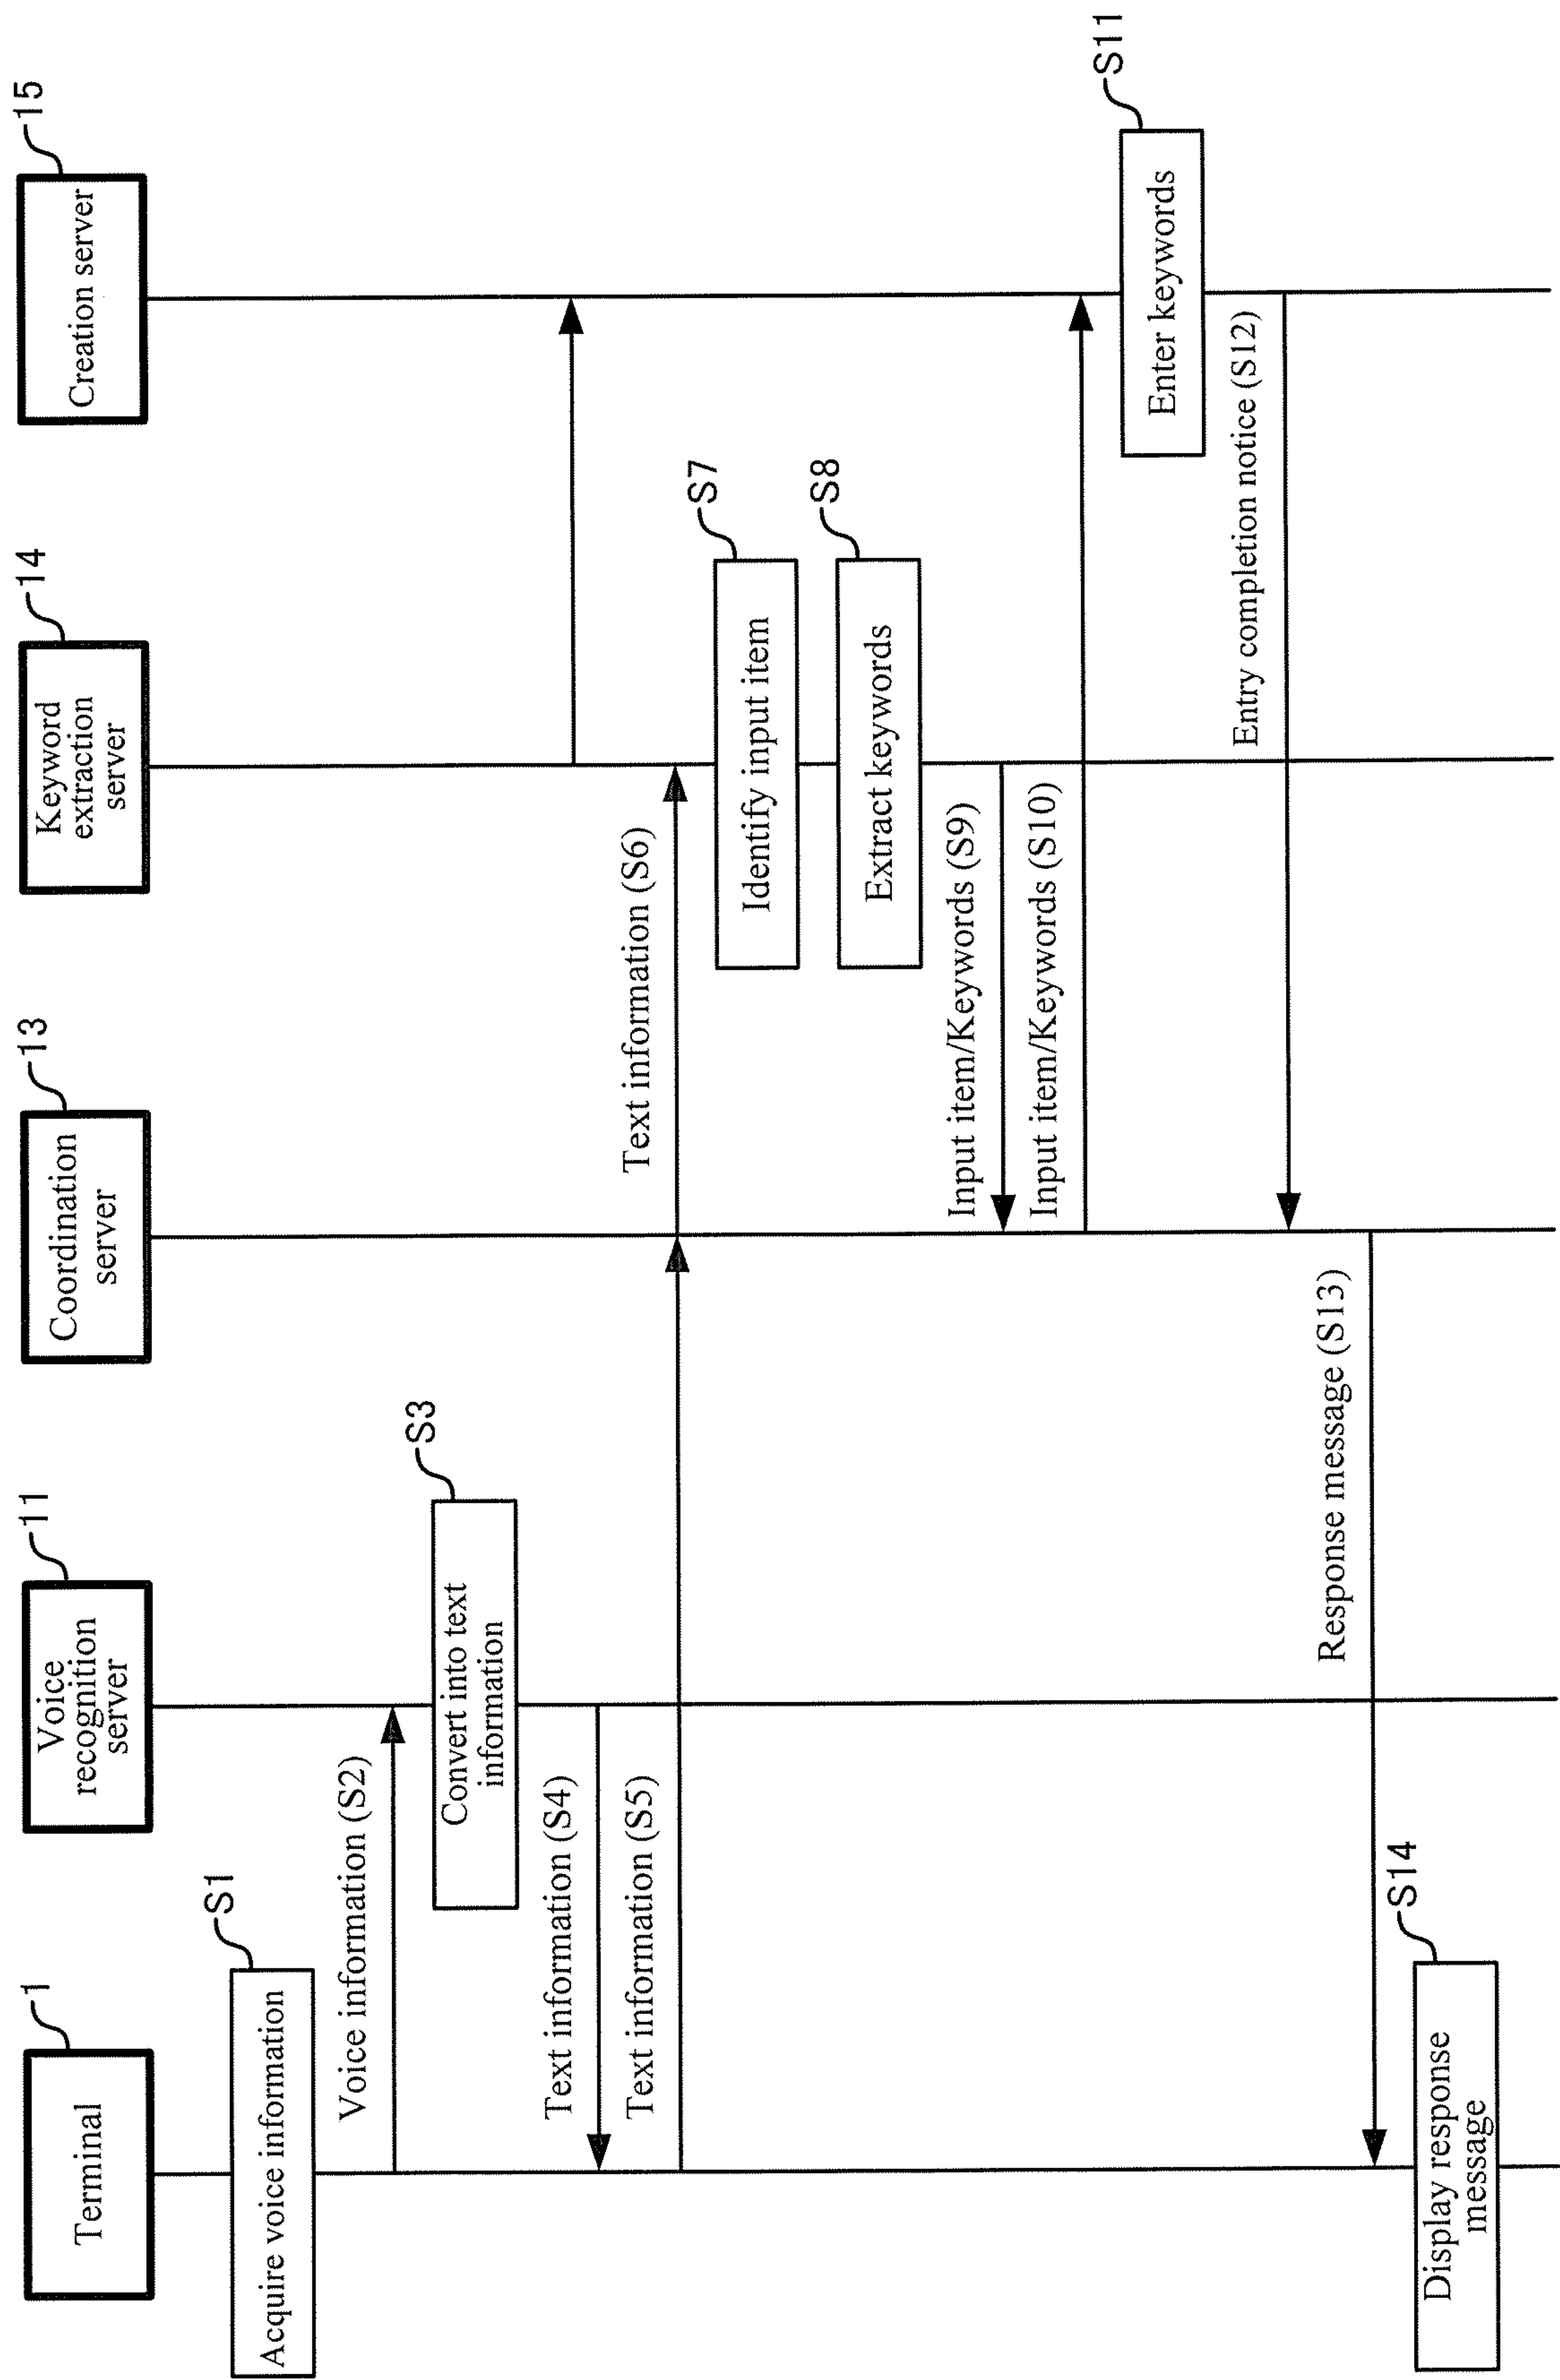 1
Terminal
11
Voice
recognition
server
13
Coordination
server
14
Keyword
extraction
server
15
Creation server
S1
Acquire voice information
Voice information (S2)
S3
Convert into text
information
Text information (S4)
Text information (S5)
Text information (S6)
S7
Identify input item
S8
Extract keywords
Input item/Keywords (S9)
Input item/Keywords (S10)
S11
Enter keywords
Entry completion notice (S12)
Response message (S13)
S14
Display response
message